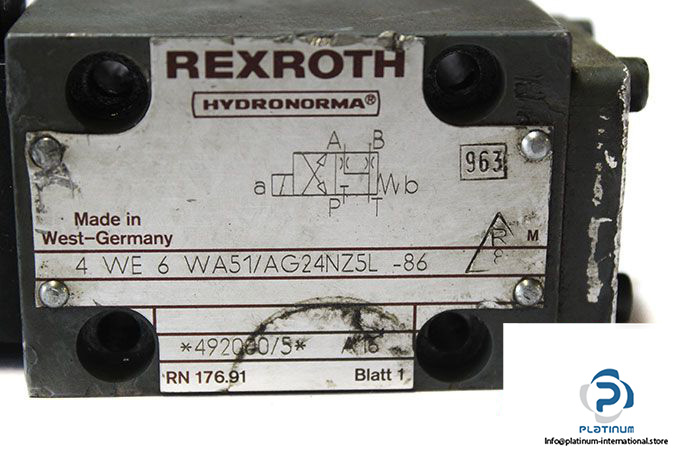 REXROTH
HYDRONORMA®
A B
963
a b
P T
Made in
West-Germany
M
R
4 WE 6 WA51/AG24NZ5L -86
*492000/5* A16
RN 176.91 Blatt 1
PLATINUM
Info@platinum-international.store